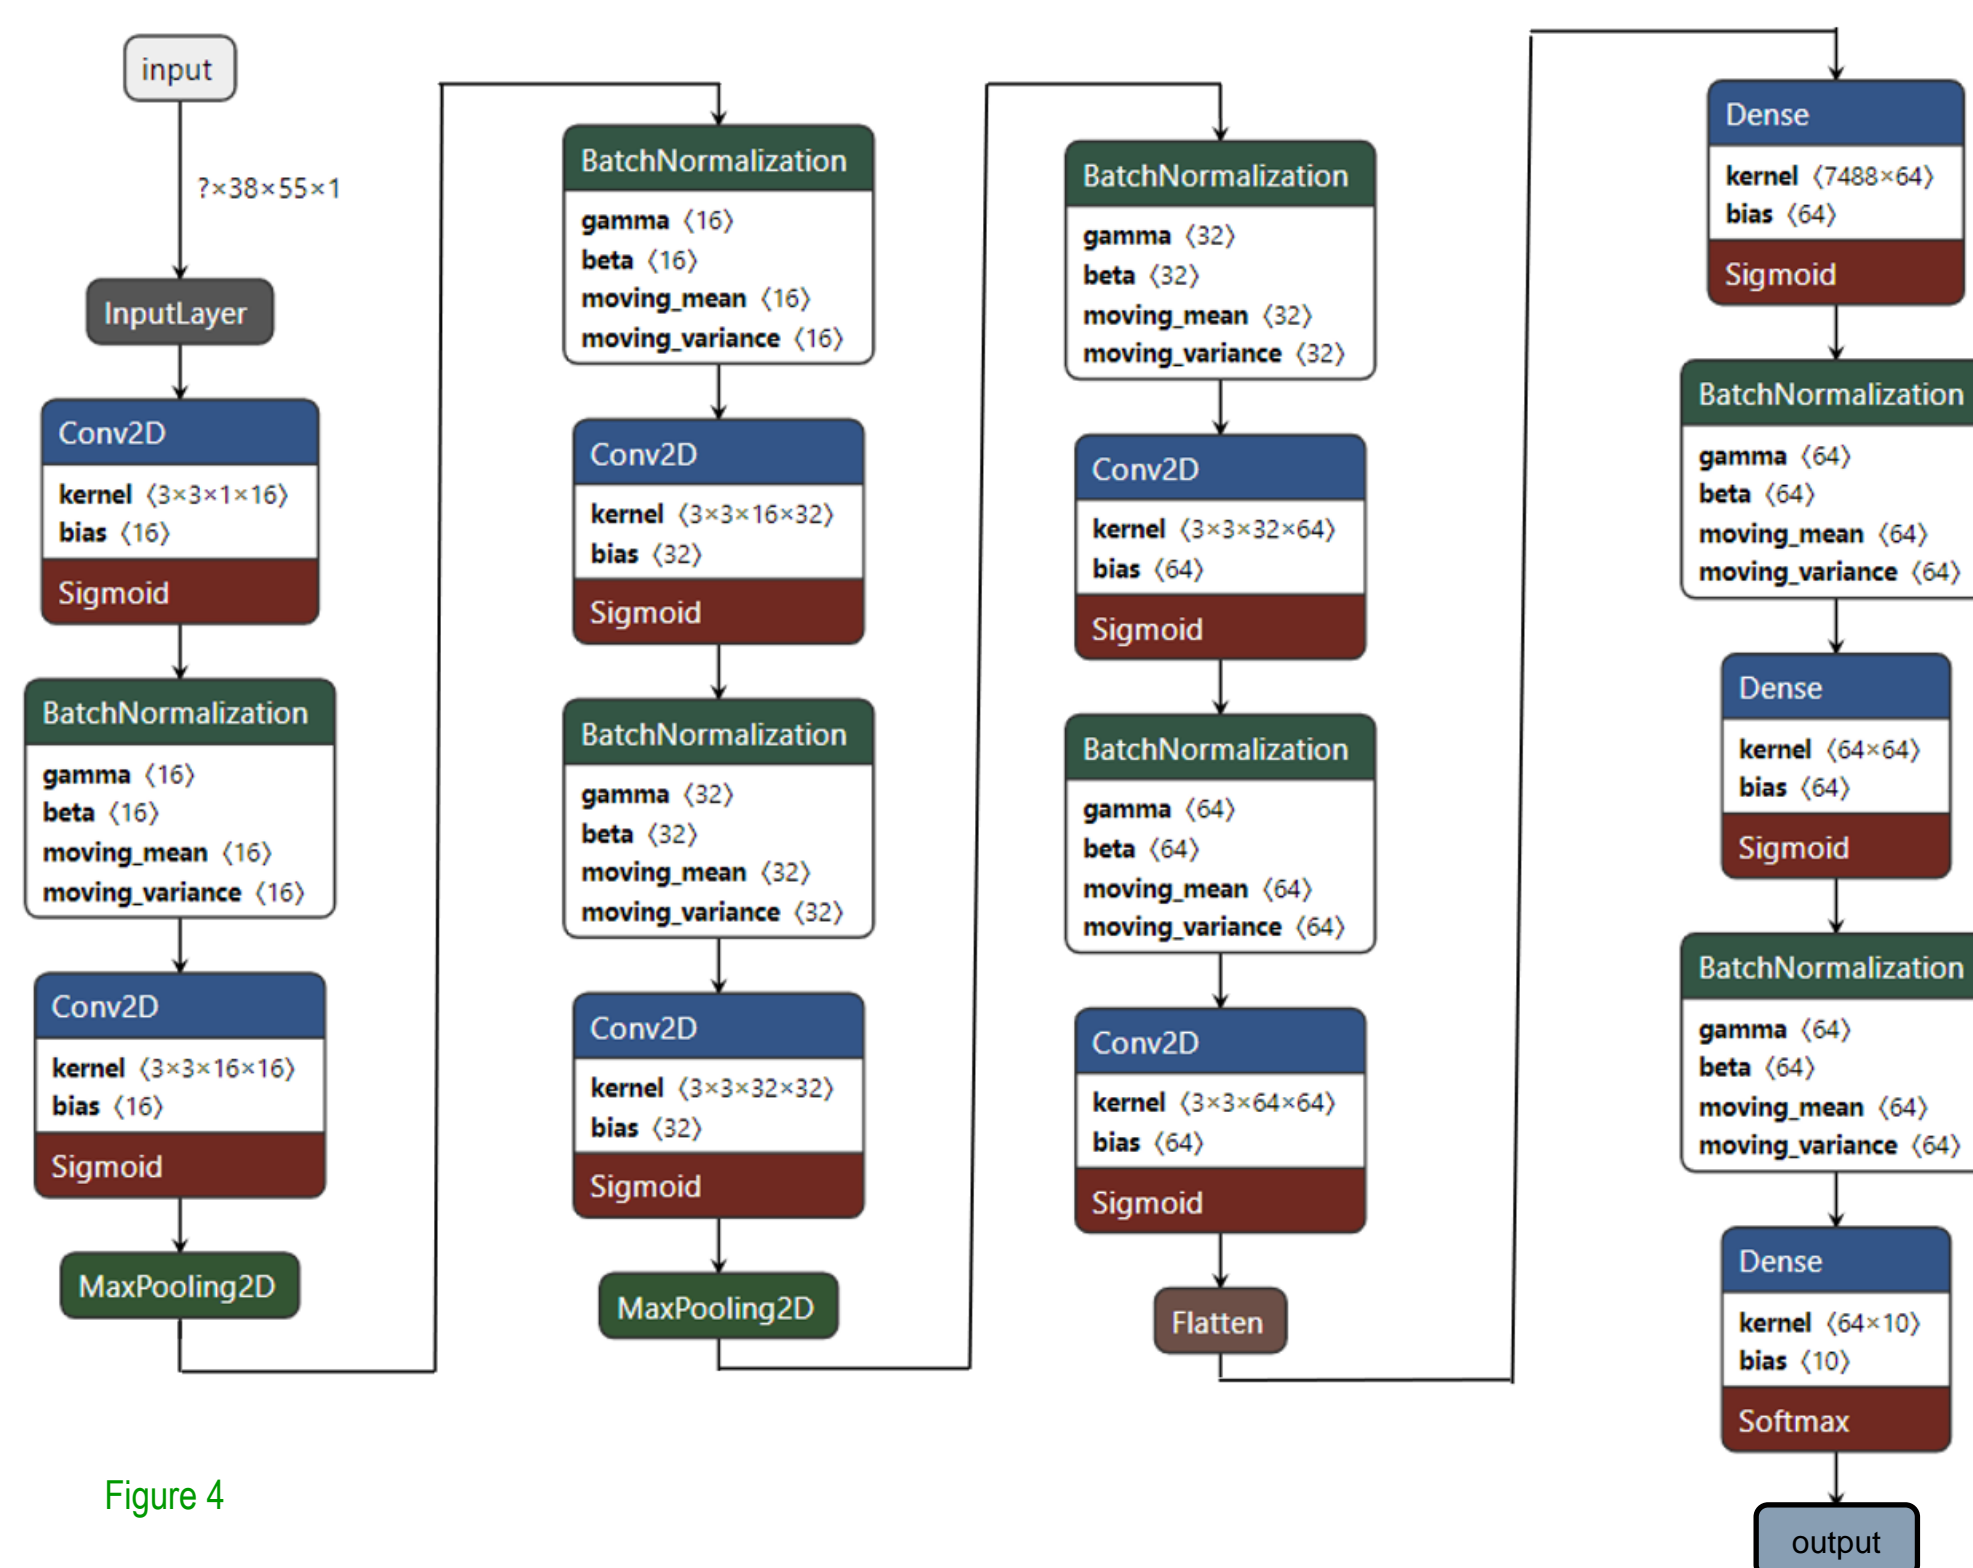 input
?×38×55×1
InputLayer
Conv2D
kernel 〈3×3×1×16〉
bias 〈16〉
Sigmoid
BatchNormalization
gamma 〈16〉
beta 〈16〉
moving_mean 〈16〉
moving_variance 〈16〉
Conv2D
kernel 〈3×3×16×16〉
bias 〈16〉
Sigmoid
MaxPooling2D
BatchNormalization
gamma 〈16〉
beta 〈16〉
moving_mean 〈16〉
moving_variance 〈16〉
Conv2D
kernel 〈3×3×16×32〉
bias 〈32〉
Sigmoid
BatchNormalization
gamma 〈32〉
beta 〈32〉
moving_mean 〈32〉
moving_variance 〈32〉
Conv2D
kernel 〈3×3×32×32〉
bias 〈32〉
Sigmoid
MaxPooling2D
BatchNormalization
gamma 〈32〉
beta 〈32〉
moving_mean 〈32〉
moving_variance 〈32〉
Conv2D
kernel 〈3×3×32×64〉
bias 〈64〉
Sigmoid
BatchNormalization
gamma 〈64〉
beta 〈64〉
moving_mean 〈64〉
moving_variance 〈64〉
Conv2D
kernel 〈3×3×64×64〉
bias 〈64〉
Sigmoid
Flatten
Dense
kernel 〈7488×64〉
bias 〈64〉
Sigmoid
BatchNormalization
gamma 〈64〉
beta 〈64〉
moving_mean 〈64〉
moving_variance 〈64〉
Dense
kernel 〈64×64〉
bias 〈64〉
Sigmoid
BatchNormalization
gamma 〈64〉
beta 〈64〉
moving_mean 〈64〉
moving_variance 〈64〉
Dense
kernel 〈64×10〉
bias 〈10〉
Softmax
output
Figure 4